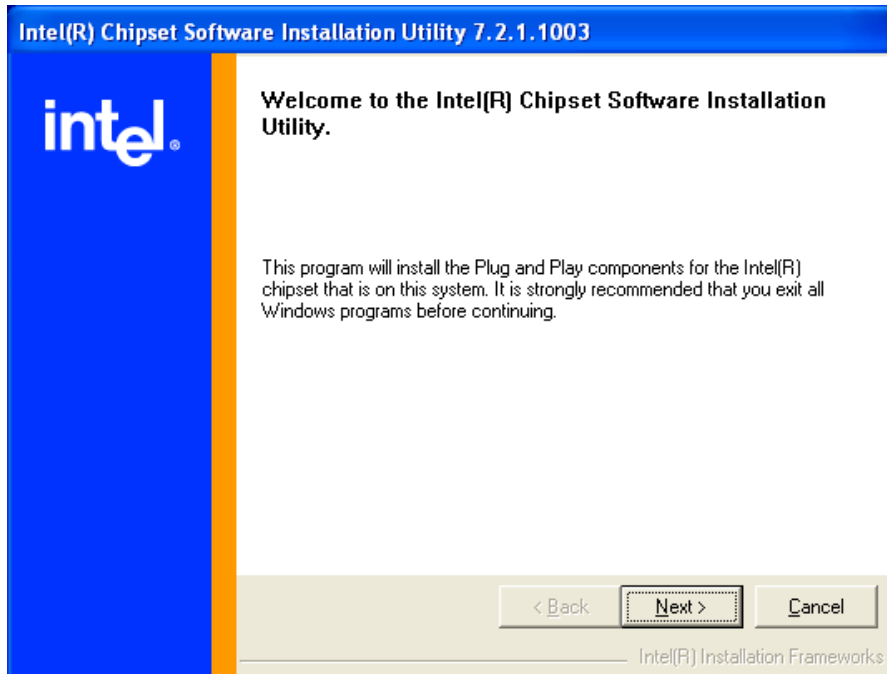 Intel(R) Chipset Software Installation Utility 7.2.1.1003
intel®
Welcome to the Intel(R) Chipset Software Installation
Utility.
This program will install the Plug and Play components for the Intel(R)
chipset that is on this system. It is strongly recommended that you exit all
Windows programs before continuing.
< Back
Next >
Cancel
Intel(R) Installation Frameworks